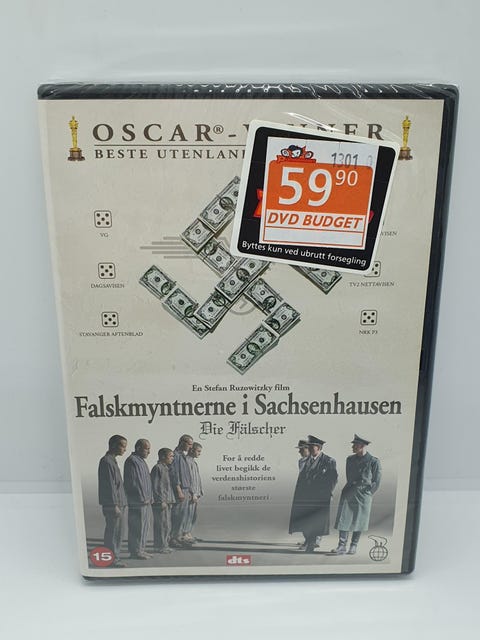 OSCAR®-
BESTE UTENLAN
1301
59 90
DVD BUDGET
Byttes kun ved ubrutt forsegling
VG
DAGSAVISEN
TV2 NETTAVISEN
STAVANGER AFTENBLAD
NRK P3
En Stefan Ruzowitzky film
Falskmyntnerne i Sachsenhausen
Die Fälscher
For å redde
livet begikk de
verdenshistoriens
største
falskmyntneri
15
dts